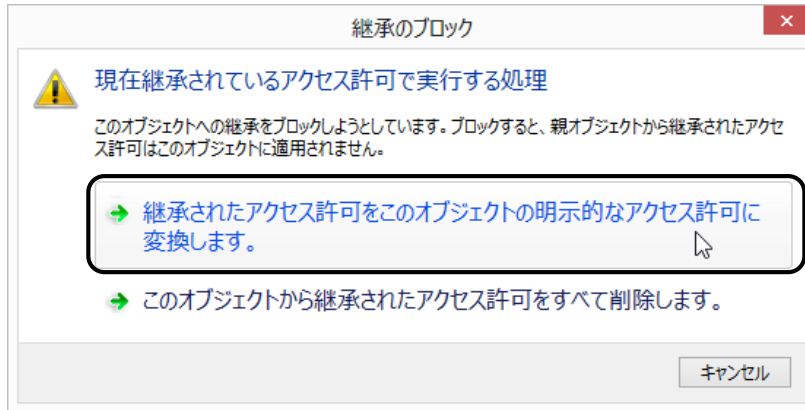 継承のブロック
現在継承されているアクセス許可で実行する処理
このオブジェクトへの継承をブロックしようとしています。ブロックすると、親オブジェクトから継承されたアクセ
ス許可はこのオブジェクトに適用されません。
継承されたアクセス許可をこのオブジェクトの明示的なアクセス許可に
変換します。
このオブジェクトから継承されたアクセス許可をすべて削除します。
キャンセル